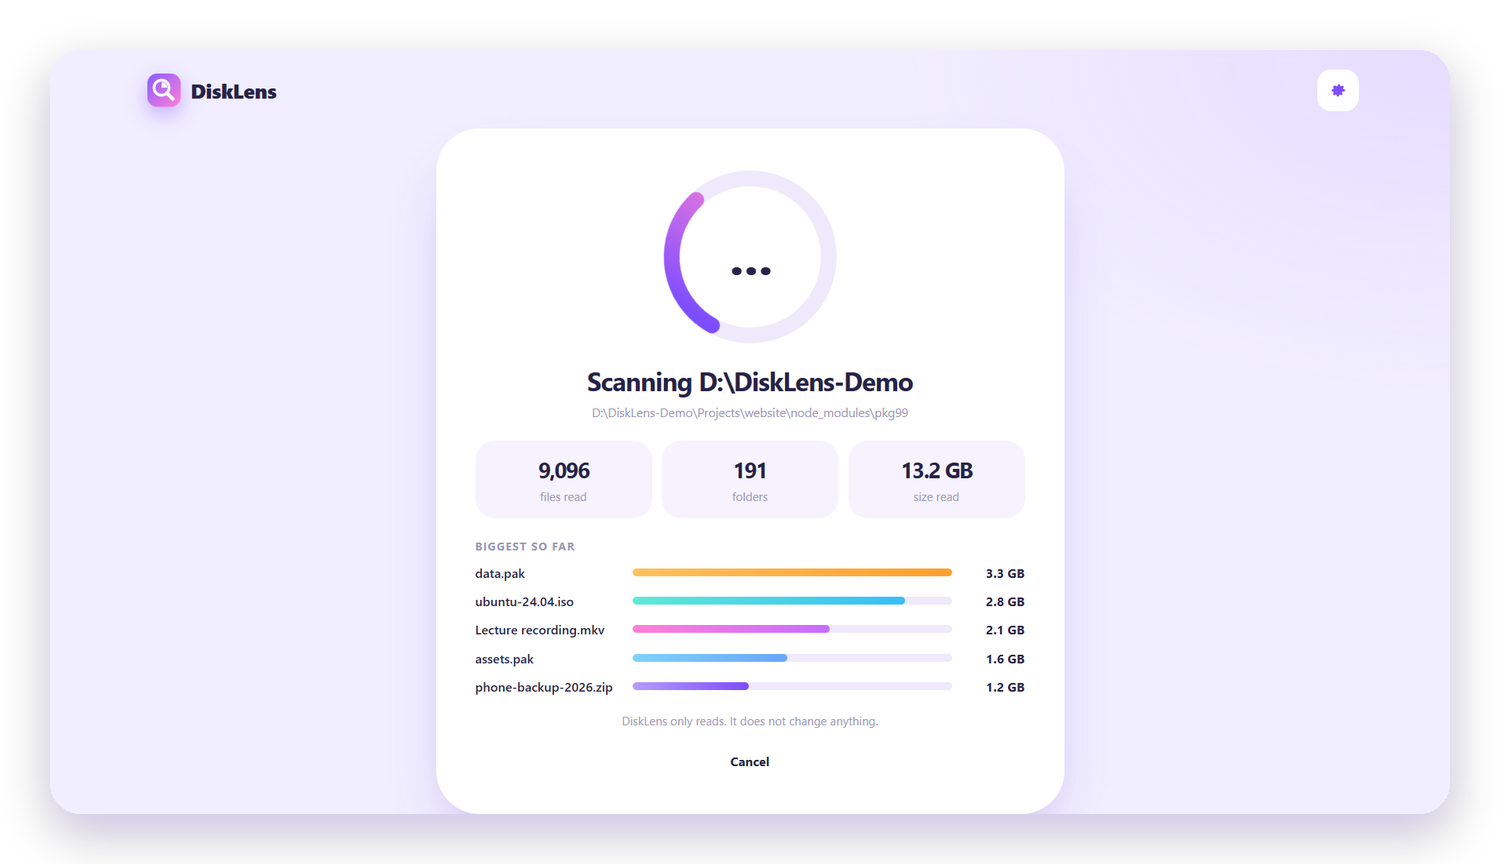 DiskLens
...
Scanning D:\DiskLens-Demo
D:\DiskLens-Demo\Projects\website\node_modules\pkg99
9,096
files read
191
folders
13.2 GB
size read
BIGGEST SO FAR
data.pak 3.3 GB
ubuntu-24.04.iso 2.8 GB
Lecture recording.mkv 2.1 GB
assets.pak 1.6 GB
phone-backup-2026.zip 1.2 GB
DiskLens only reads. It does not change anything.
Cancel